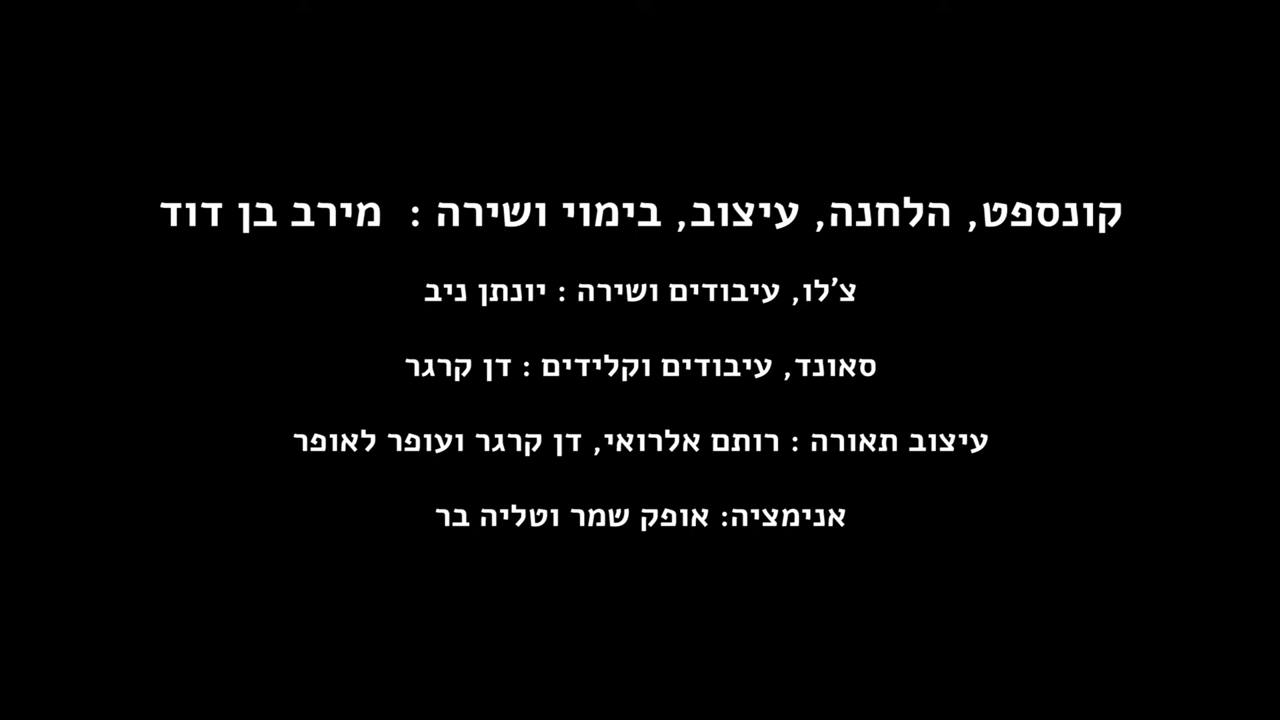 קונספט, הלחנה, עיצוב, בימוי ושירה :  מירב בן דוד
צ'לו, עיבודים ושירה : יונתן ניב
סאונד, עיבודים וקלידים : דן קרגר
עיצוב תאורה : רותם אלרואי, דן קרגר ועופר לאופר
אנימציה: אופק שמר וטליה בר